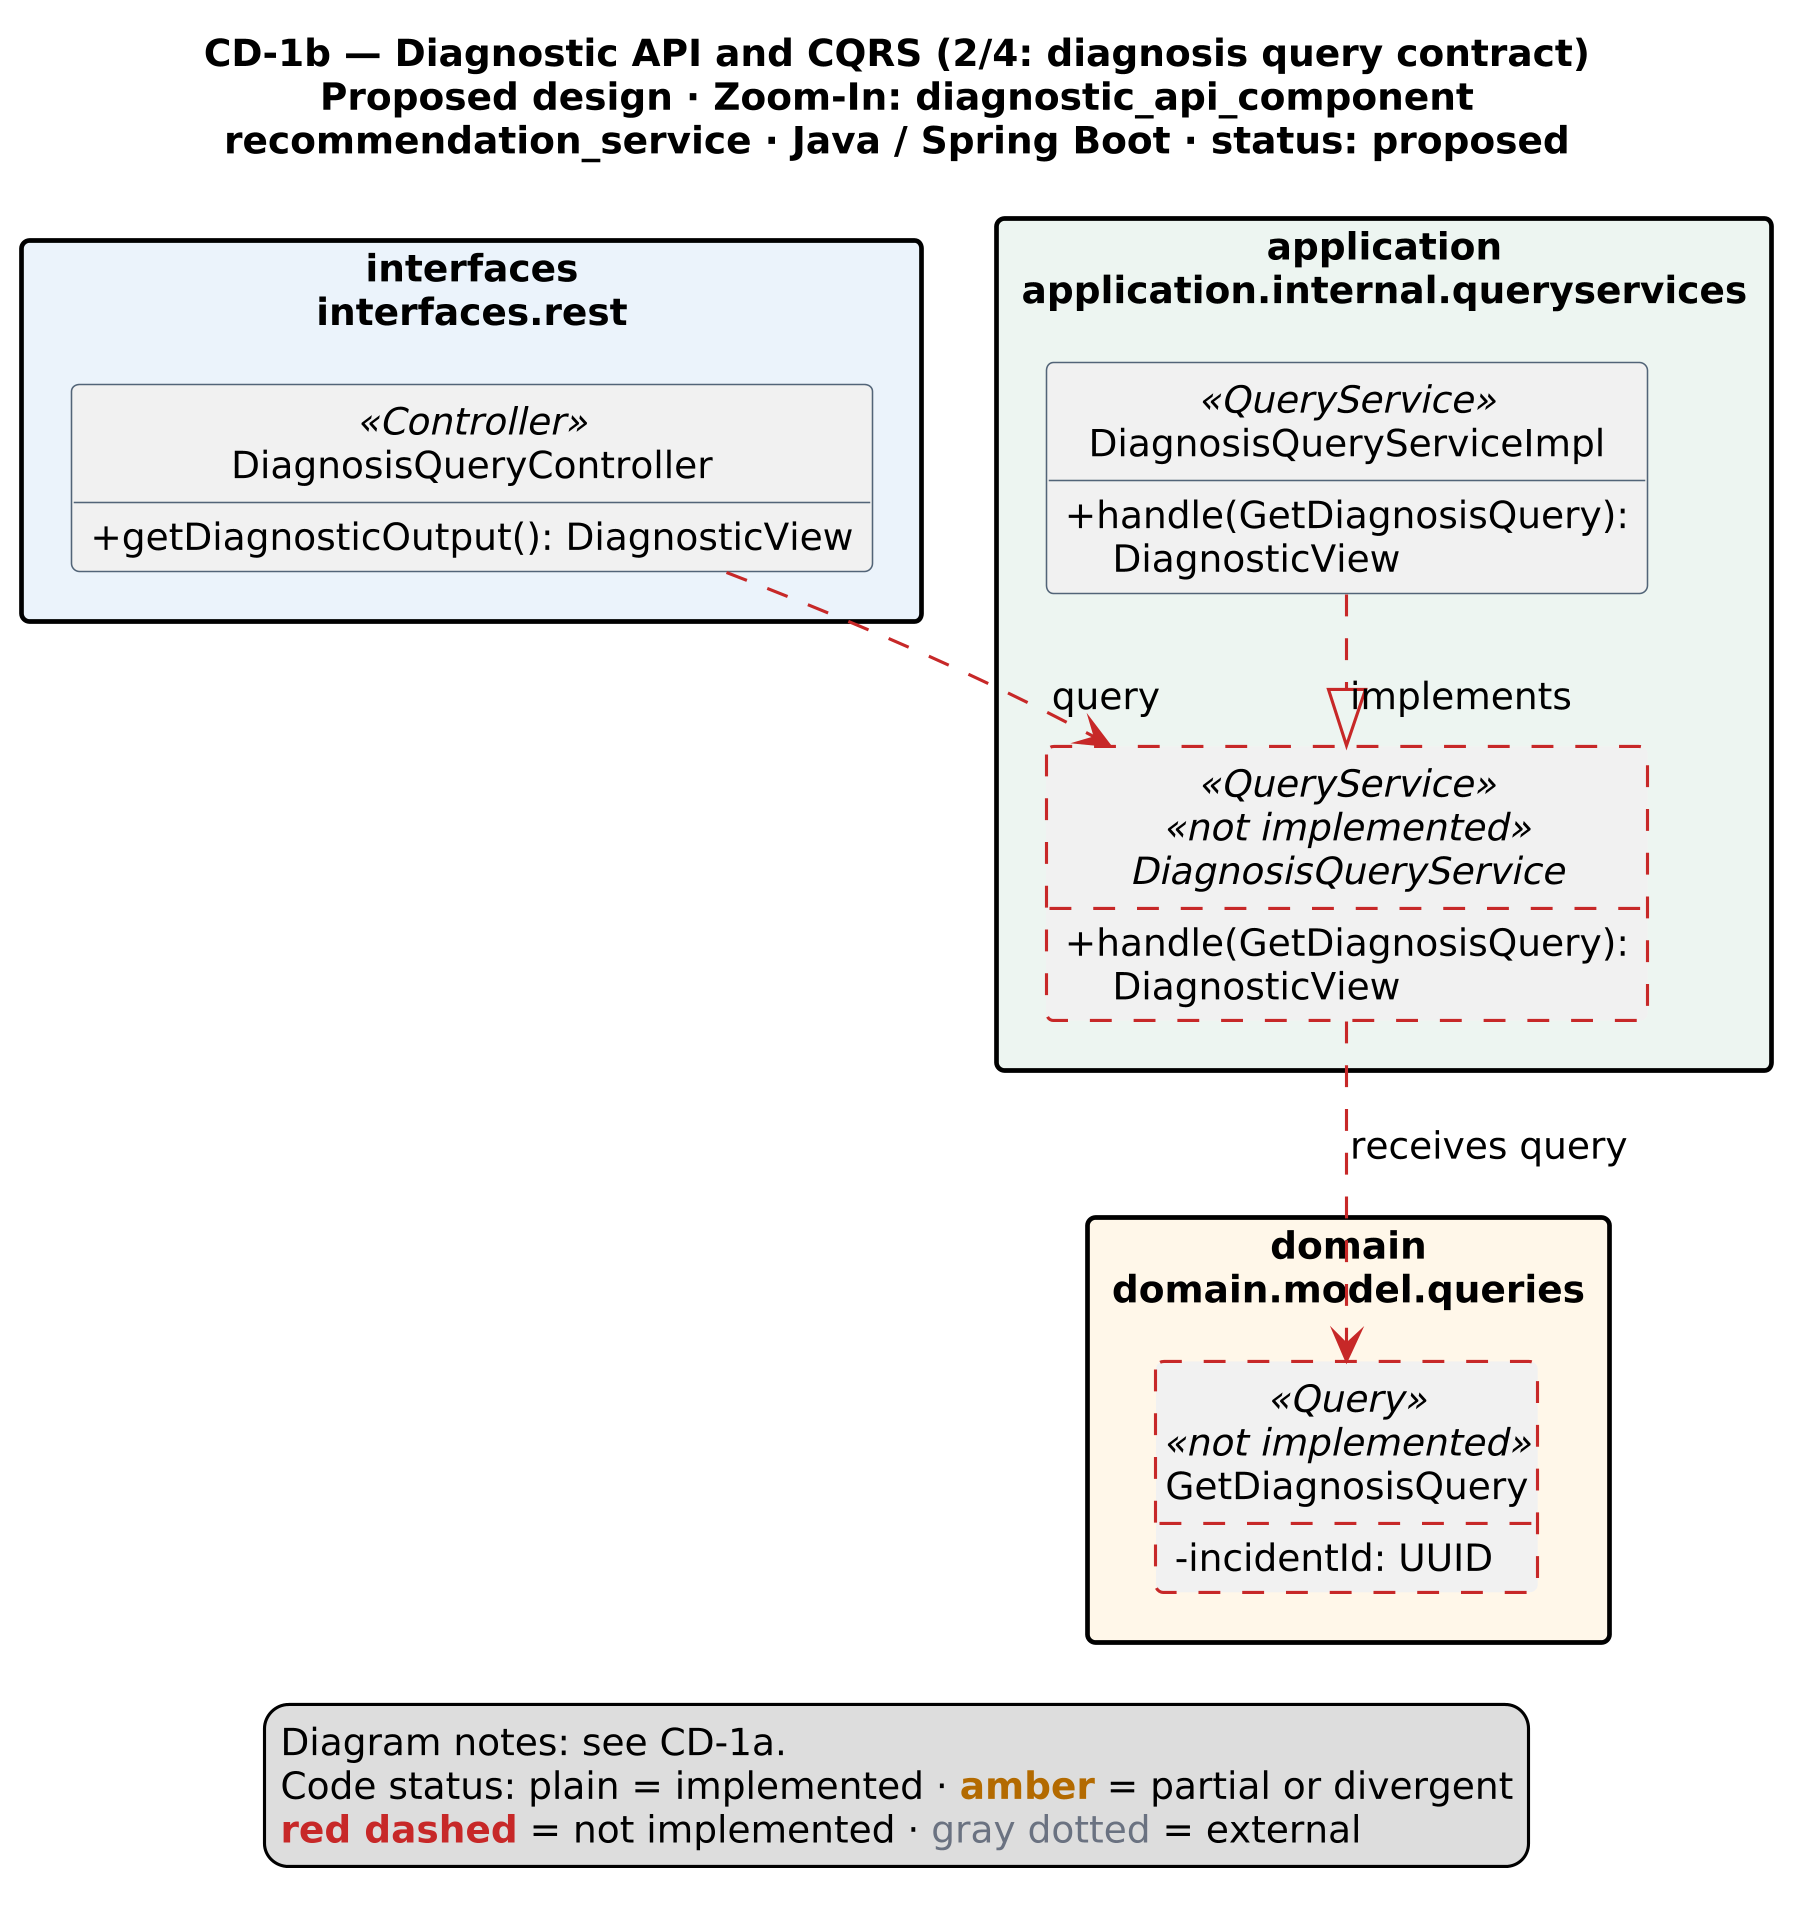 CD-1b — Diagnostic API and CQRS (2/4: diagnosis query contract)
Proposed design · Zoom-In: diagnostic_api_component
recommendation_service · Java / Spring Boot · status: proposed
interfaces
interfaces.rest
«Controller»
DiagnosisQueryController
+getDiagnosticOutput(): DiagnosticView
application
application.internal.queryservices
«QueryService»
DiagnosisQueryServiceImpl
+handle(GetDiagnosisQuery):
DiagnosticView
query
implements
«QueryService»
«not implemented»
DiagnosisQueryService
+handle(GetDiagnosisQuery):
DiagnosticView
receives query
domain
domain.model.queries
«Query»
«not implemented»
GetDiagnosisQuery
-incidentId: UUID
Diagram notes: see CD-1a.
Code status: plain = implemented · amber = partial or divergent
red dashed = not implemented · gray dotted = external